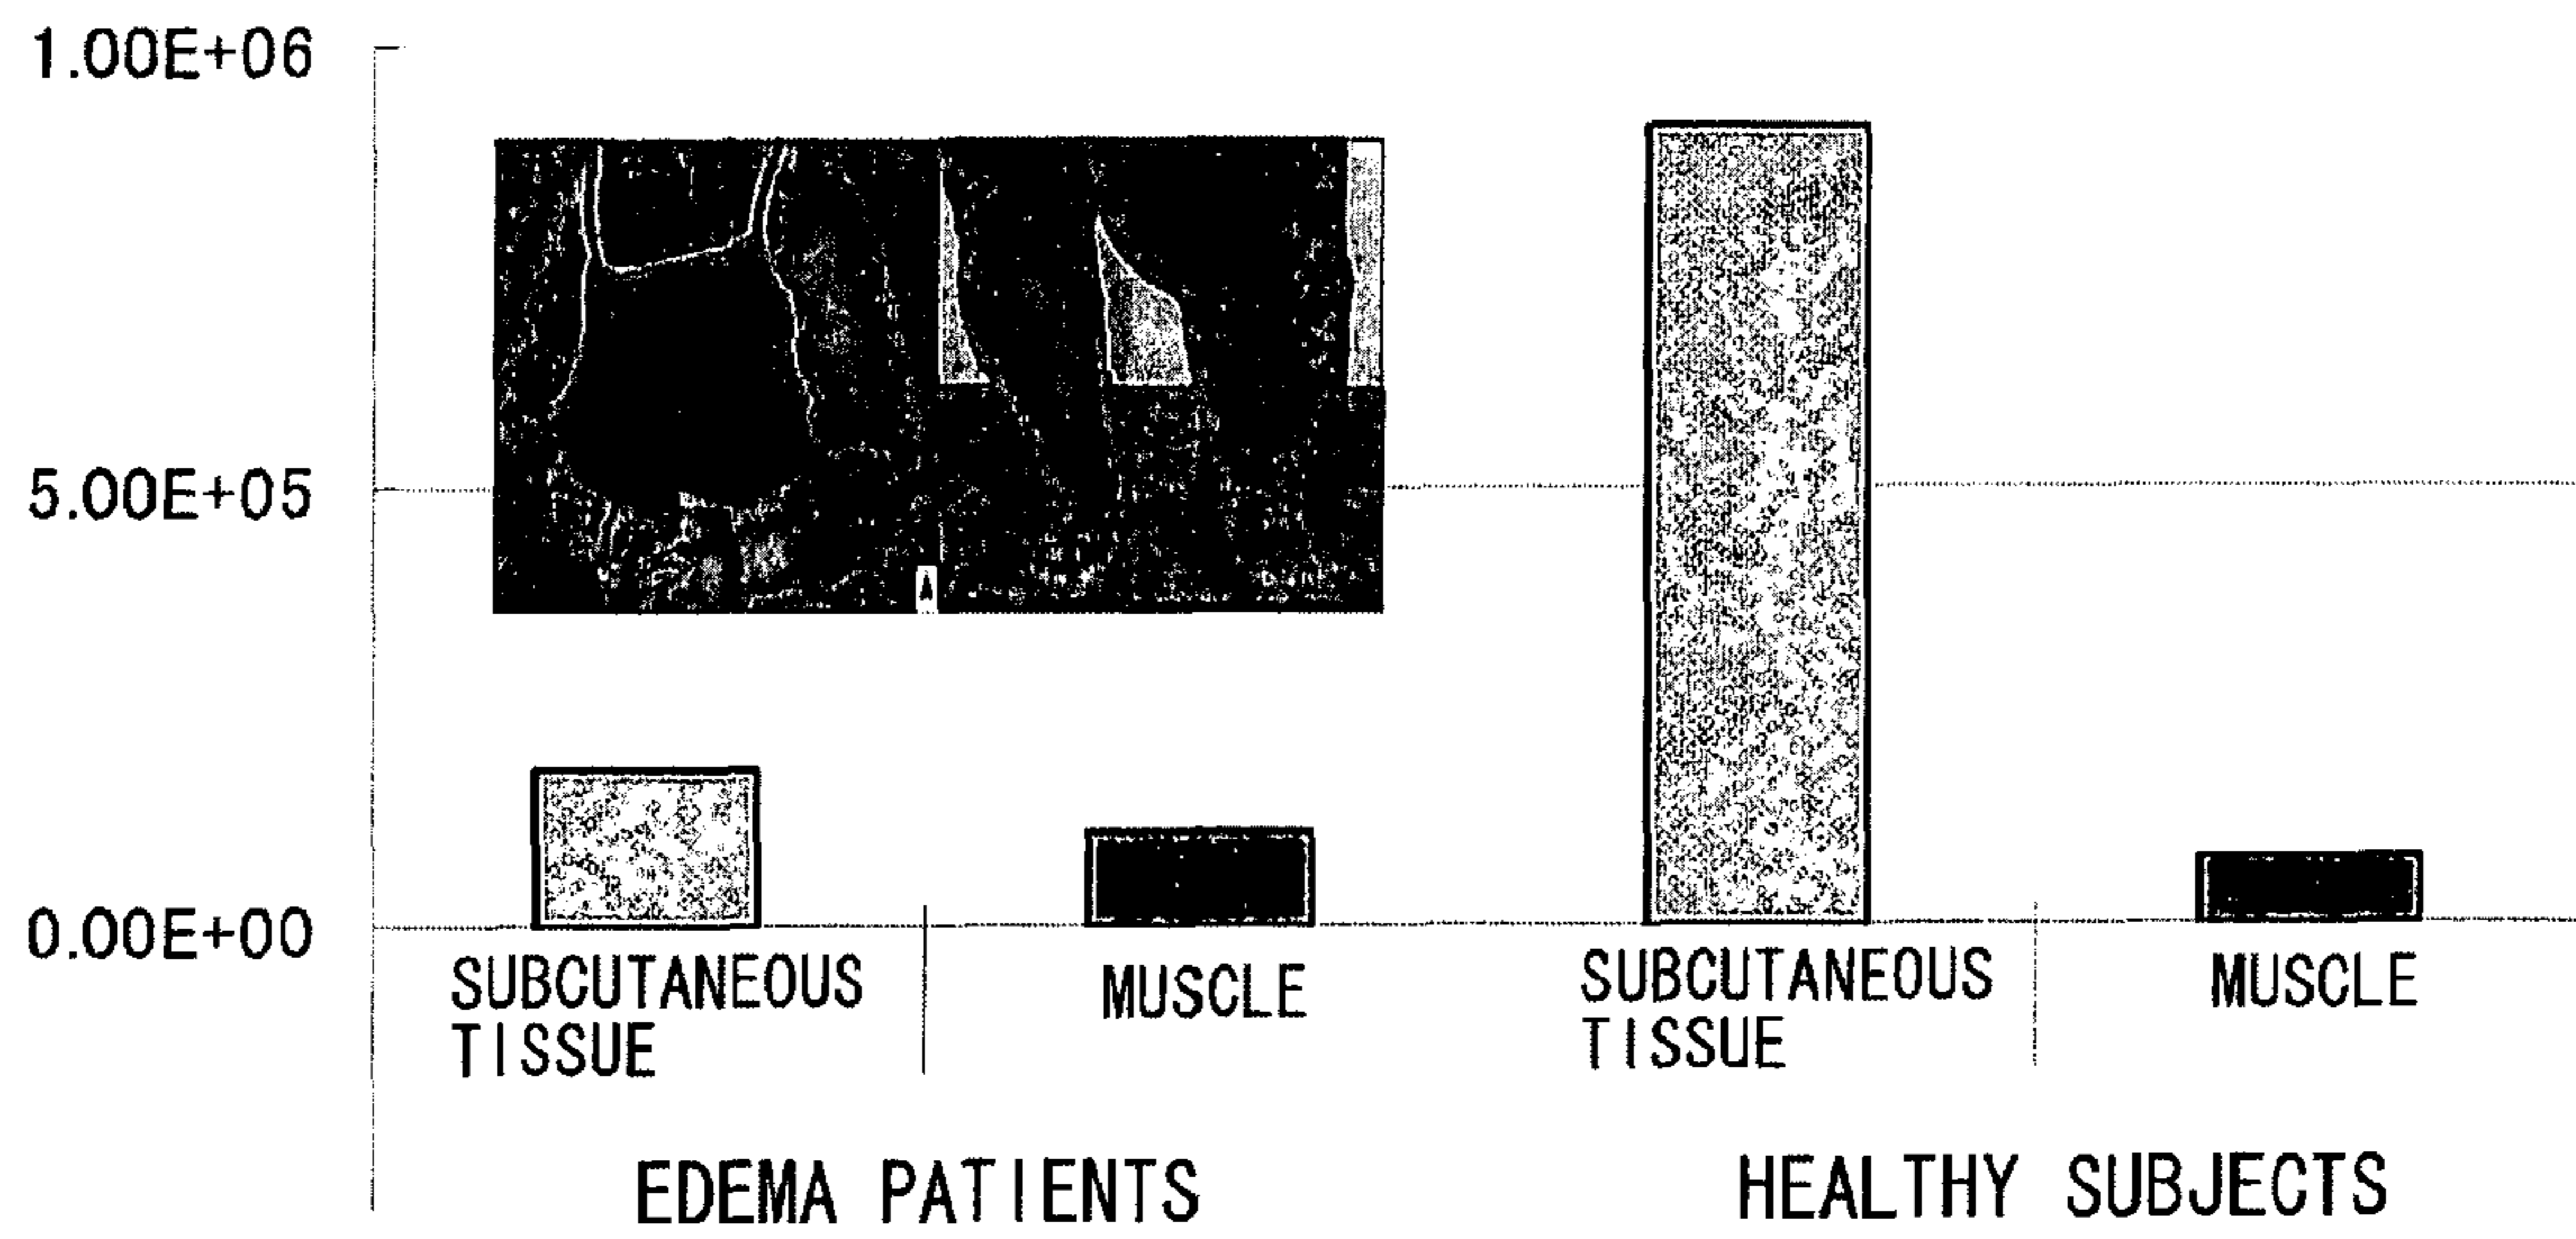 1.00E+06
5.00E+05
0.00E+00
A
SUBCUTANEOUS
TISSUE
MUSCLE
SUBCUTANEOUS
TISSUE
MUSCLE
EDEMA PATIENTS
HEALTHY SUBJECTS